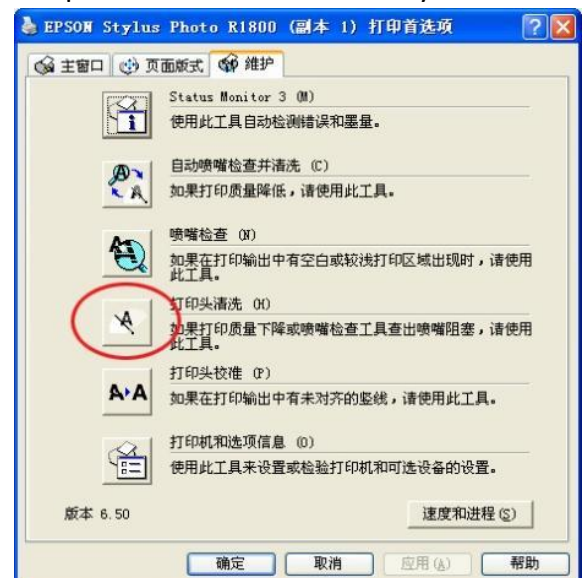 EPSON Stylus Photo R1800 (副本 1) 打印首选项
主窗口 页面版式 维护
Status Monitor 3 (M)
使用此工具自动检测错误和墨量。
自动喷嘴检查并清洗 (C)
如果打印质量降低，请使用此工具。
喷嘴检查 (N)
如果在打印输出中有空白或较浅打印区域出现时，请使用
此工具。
打印头清洗 (H)
如果打印质量下降或喷嘴检查工具查出喷嘴阻塞，请使用
此工具。
打印头校准 (P)
如果在打印输出中有未对齐的竖线，请使用此工具。
打印机和选项信息 (O)
使用此工具来设置或检验打印机和可选设备的设置。
版本 6.50
速度和进程(S)
确定 取消 应用(A) 帮助